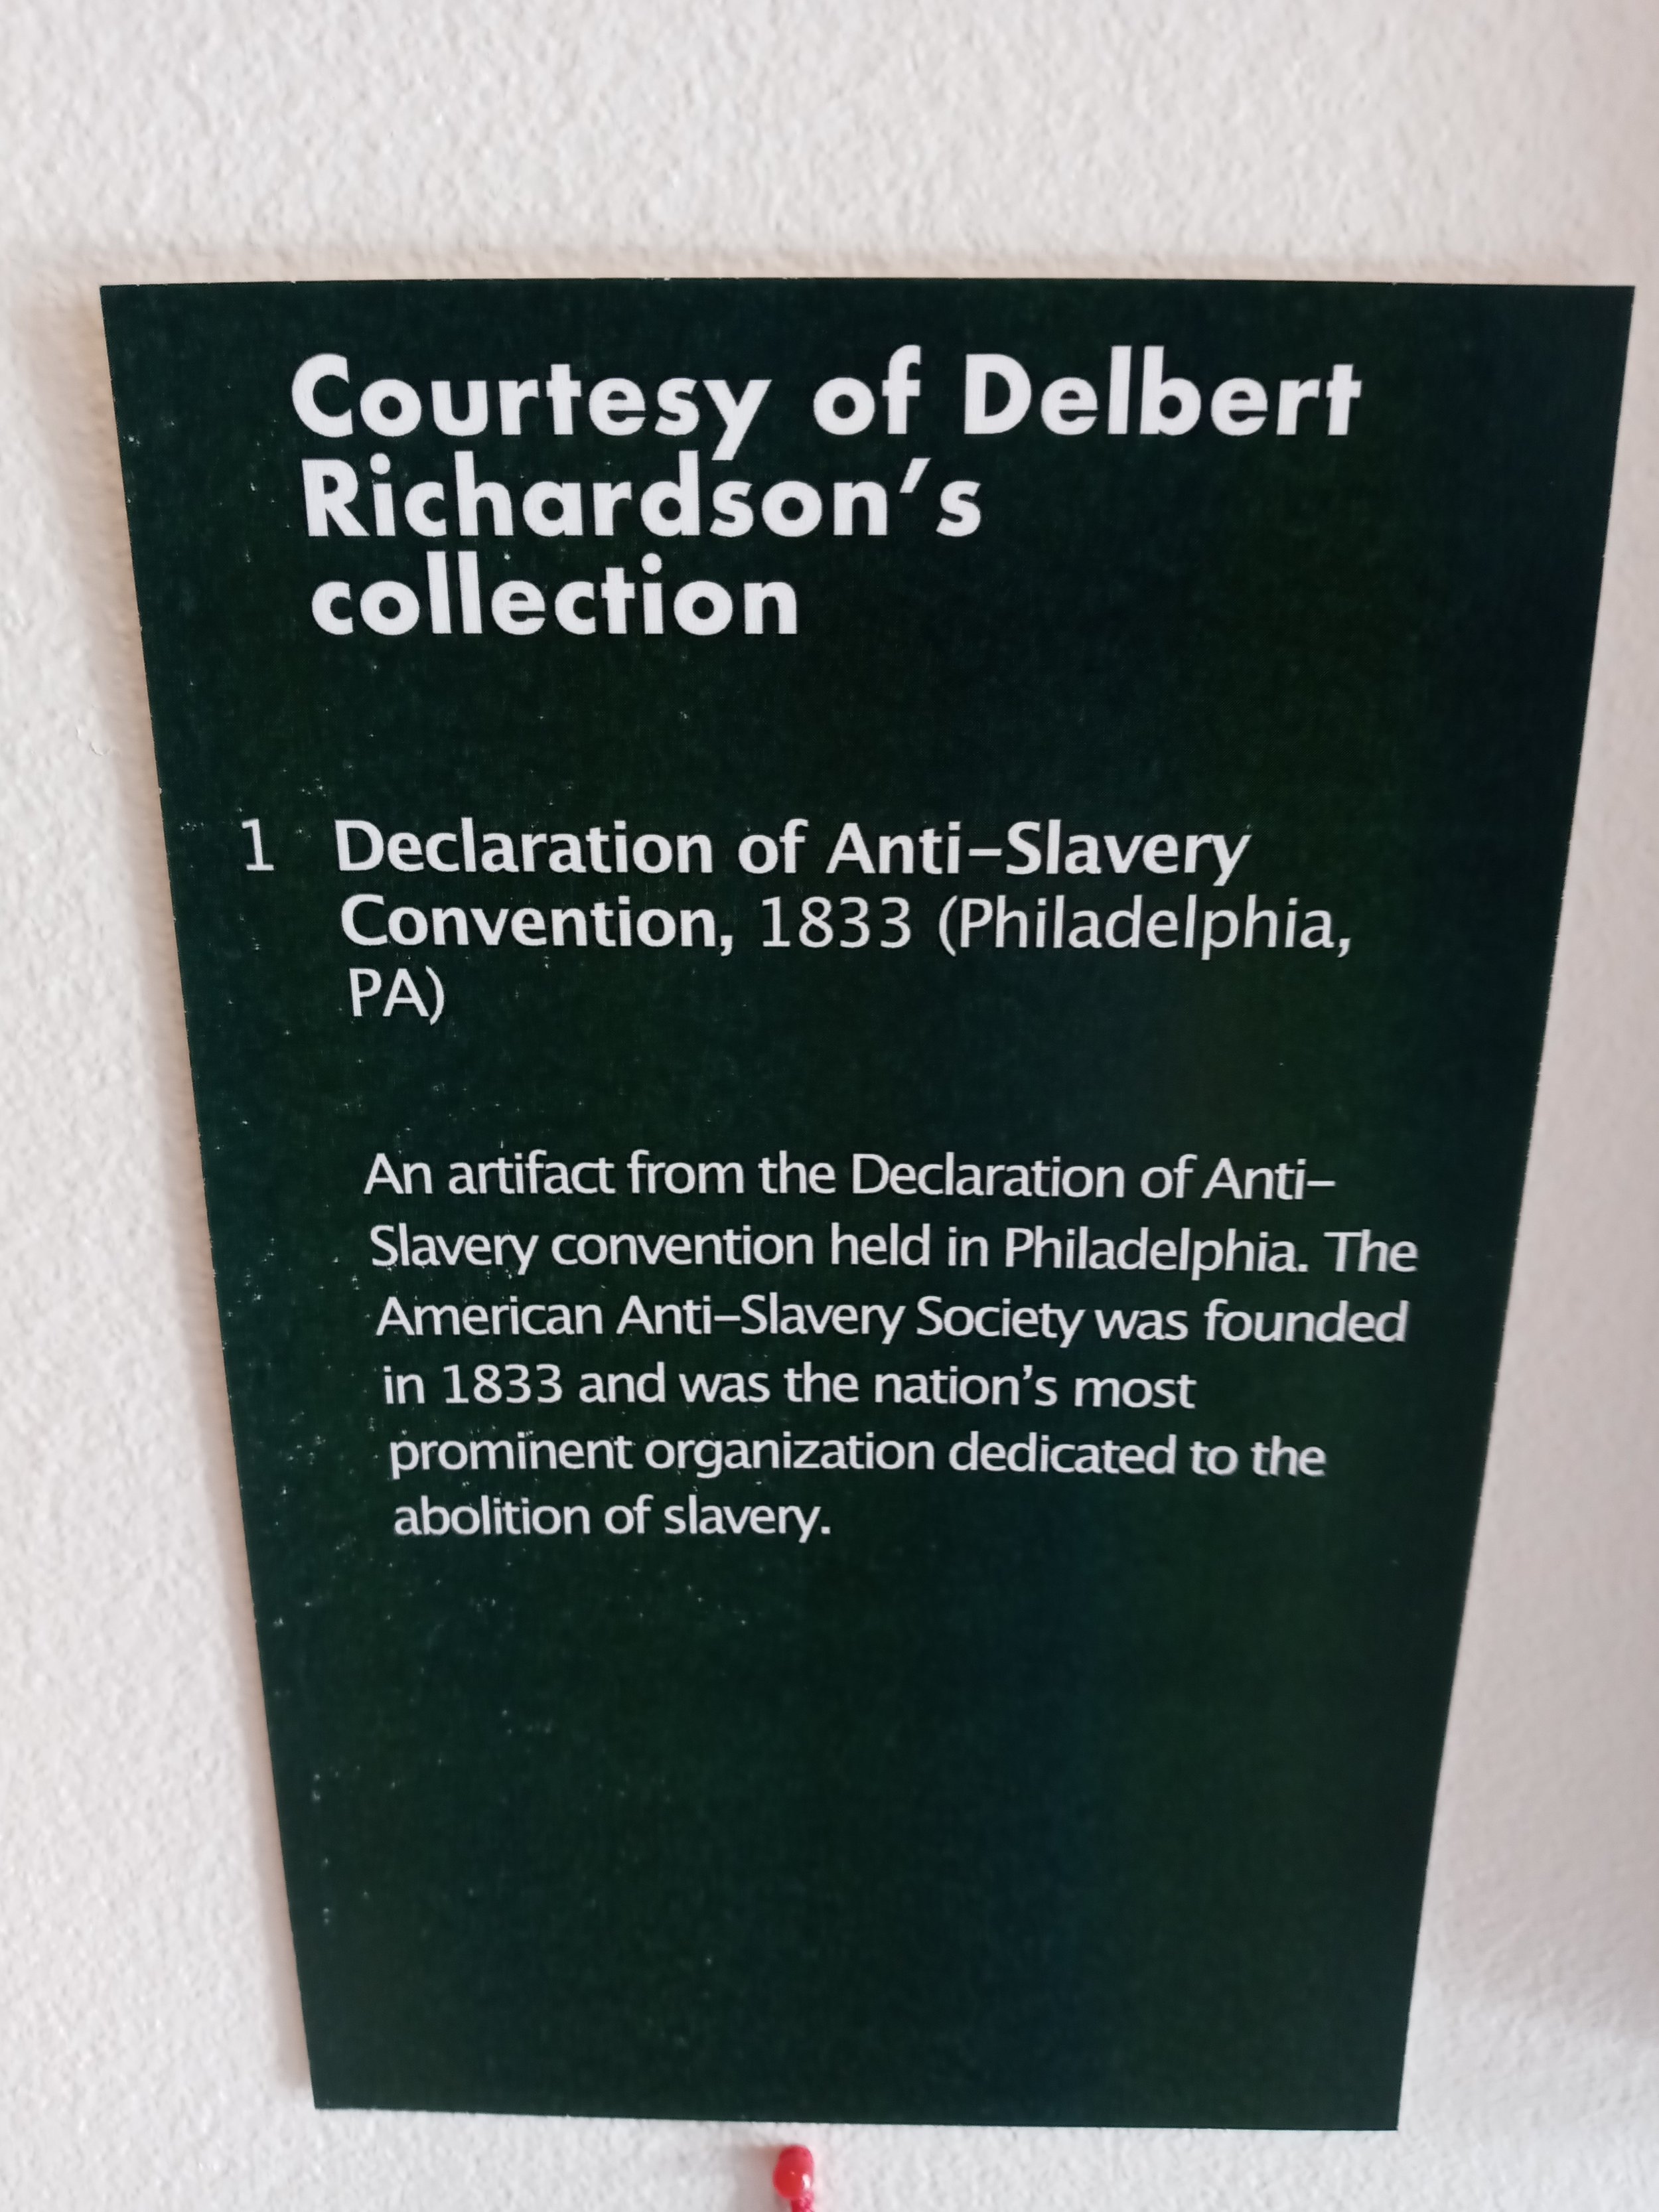 Courtesy of Delbert
Richardson's
collection
1 Declaration of Anti–Slavery
Convention, 1833 (Philadelphia,
PA)
An artifact from the Declaration of Anti–
Slavery convention held in Philadelphia. The
American Anti–Slavery Society was founded
in 1833 and was the nation's most
prominent organization dedicated to the
abolition of slavery.